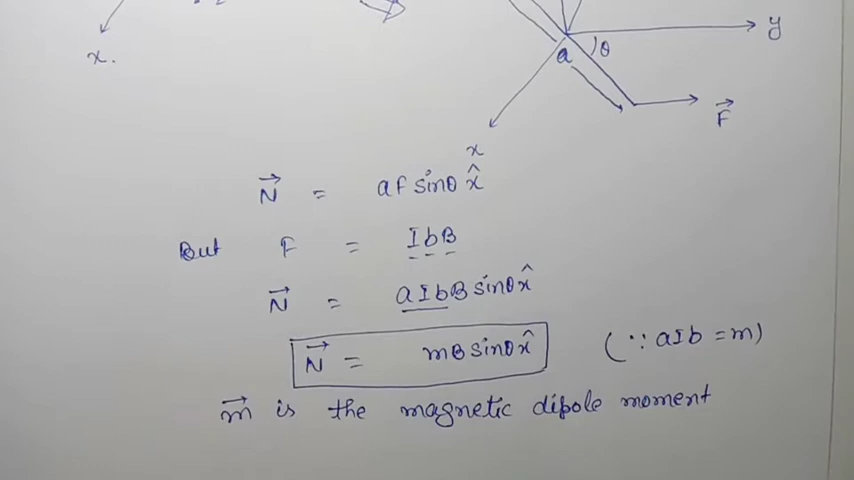 y
x.
a θ
F⃗
x
N⃗ = aF sinθ x̂
But F = IbB
N⃗ = aIbB sinθ x̂
N⃗ = mB sinθ x̂ (∵ aIb = m)
m⃗ is the magnetic dipole moment